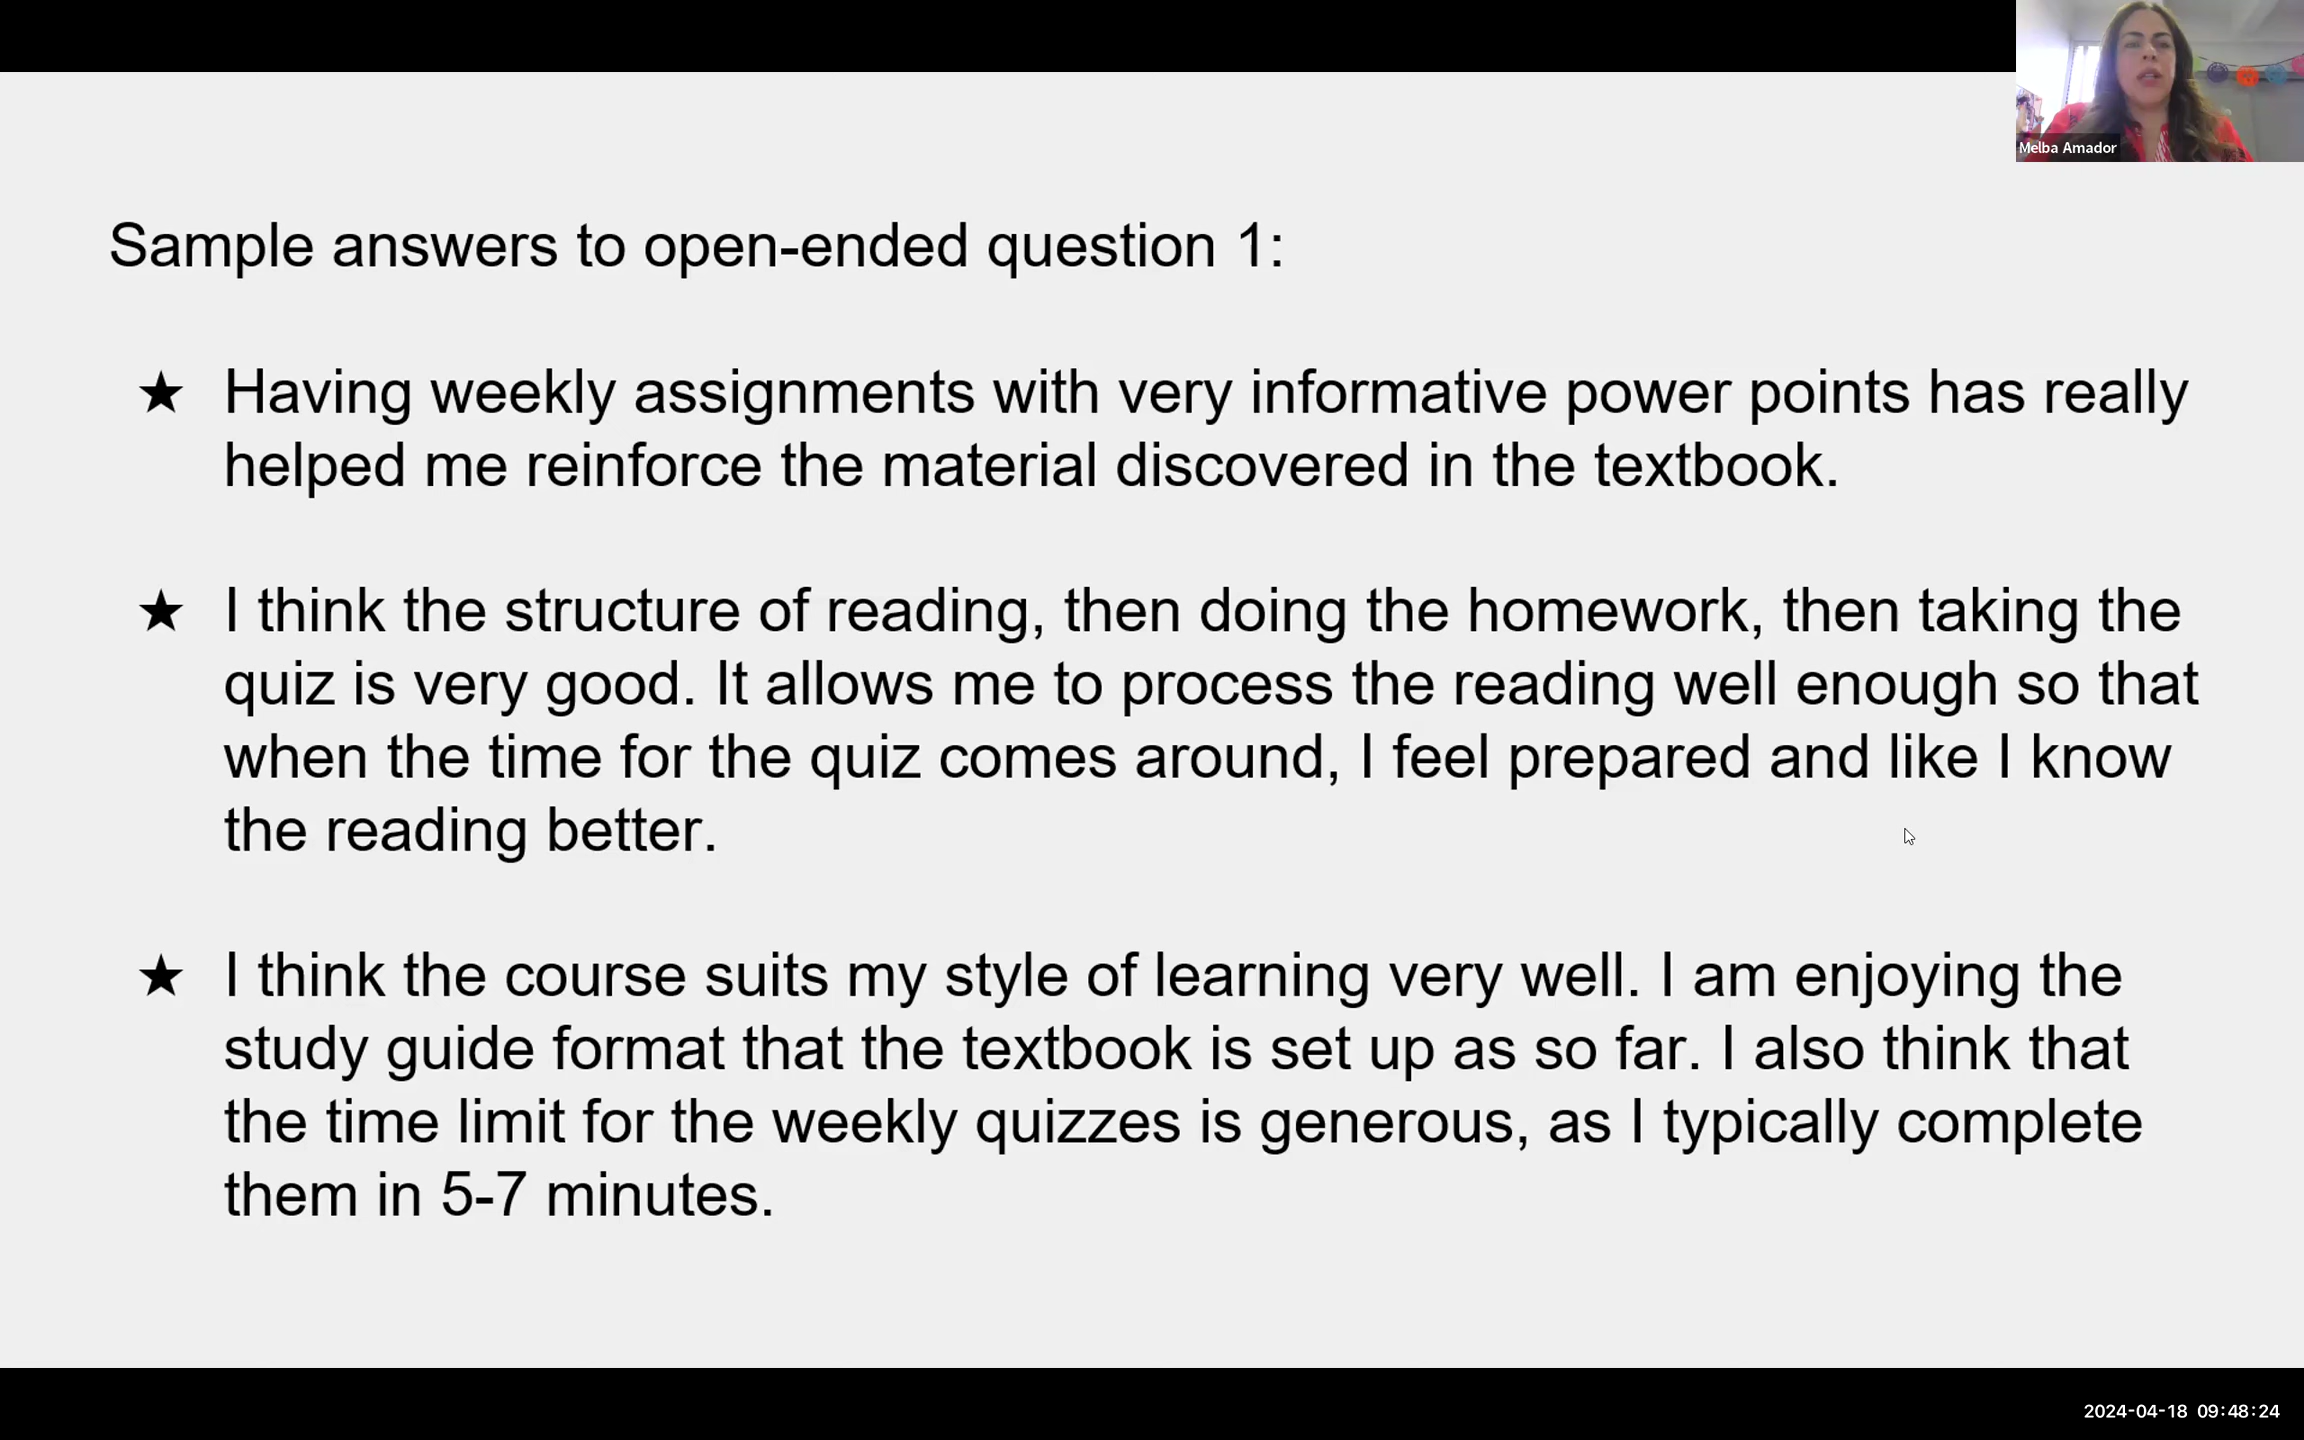 Melba Amador
Sample answers to open-ended question 1:
★ Having weekly assignments with very informative power points has really
helped me reinforce the material discovered in the textbook.
★ I think the structure of reading, then doing the homework, then taking the
quiz is very good. It allows me to process the reading well enough so that
when the time for the quiz comes around, I feel prepared and like I know
the reading better.
★ I think the course suits my style of learning very well. I am enjoying the
study guide format that the textbook is set up as so far. I also think that
the time limit for the weekly quizzes is generous, as I typically complete
them in 5-7 minutes.
2024-04-18 09:48:24